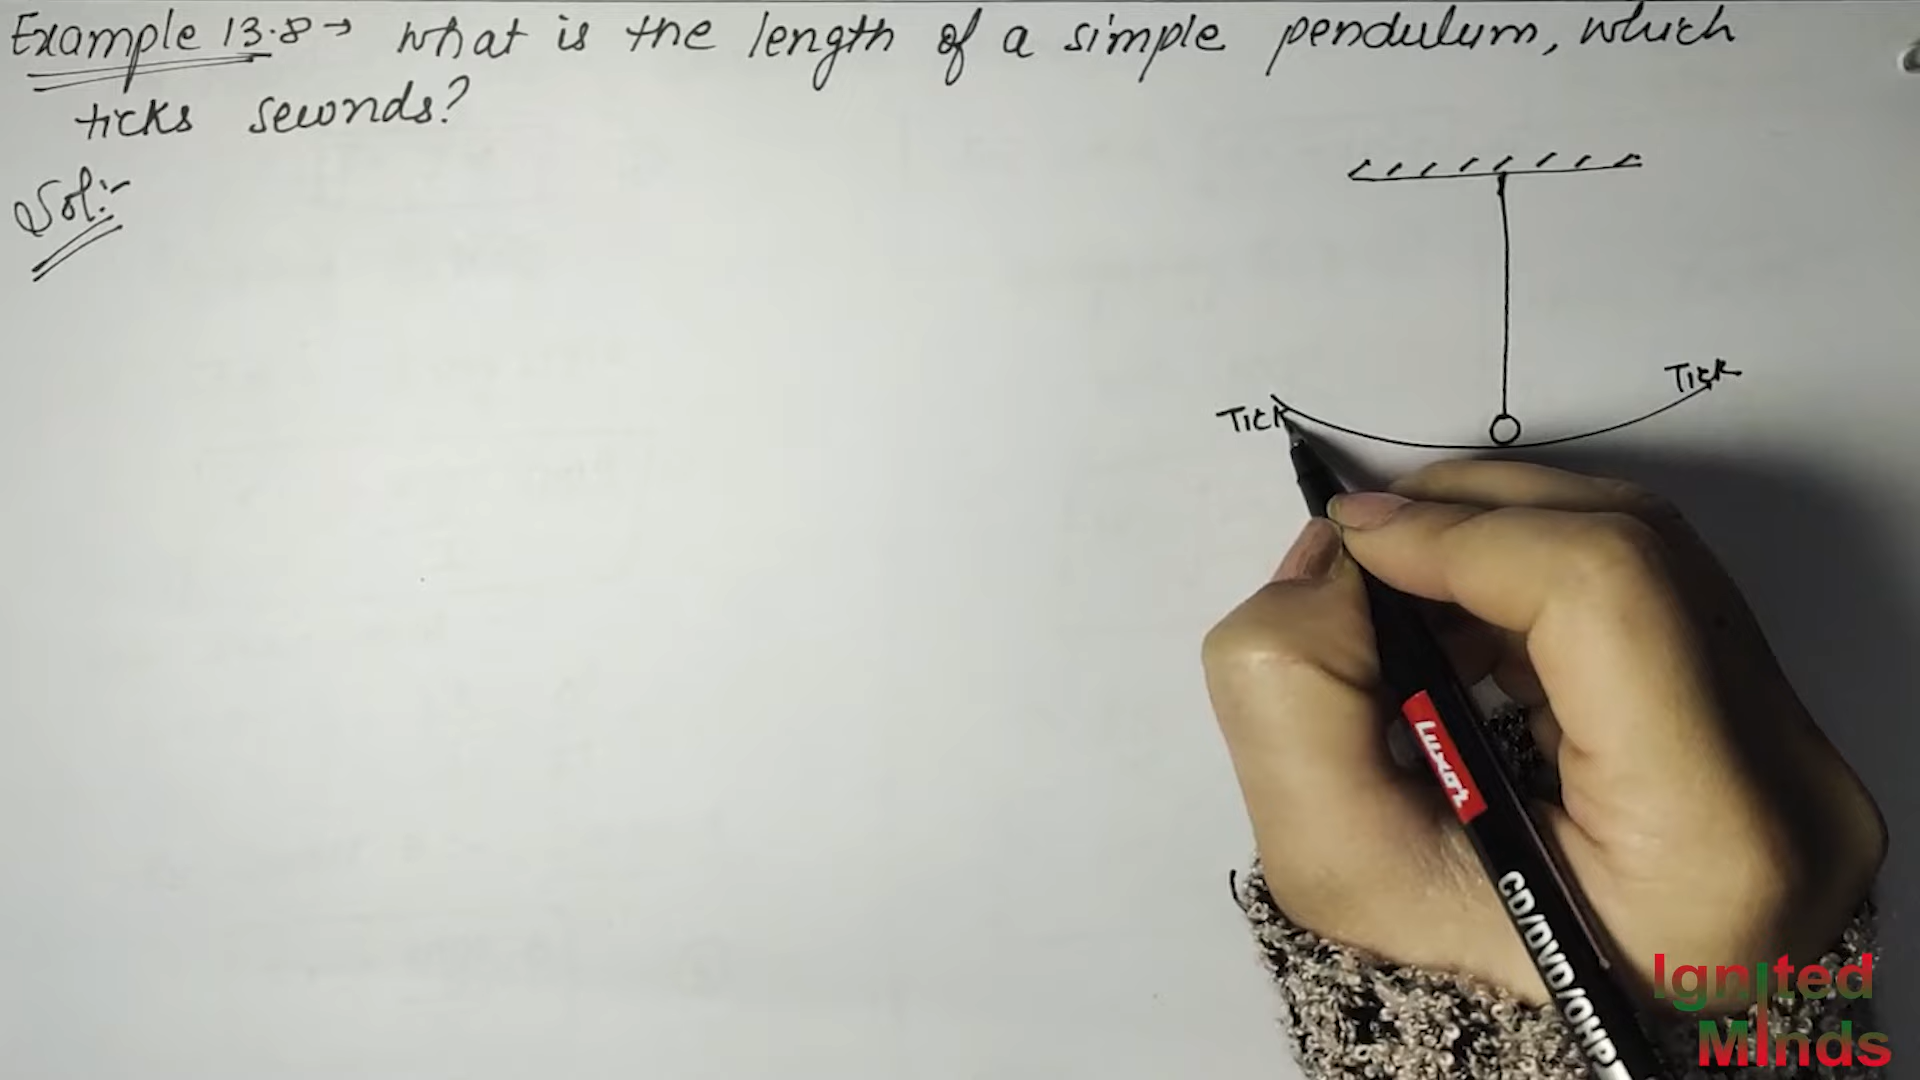 Example 13.8→ what is the length of a simple pendulum, which
ticks seconds?
Sol:-
Tick
Tick
Luxor
CD/DVD/OHP
Ignited
Minds